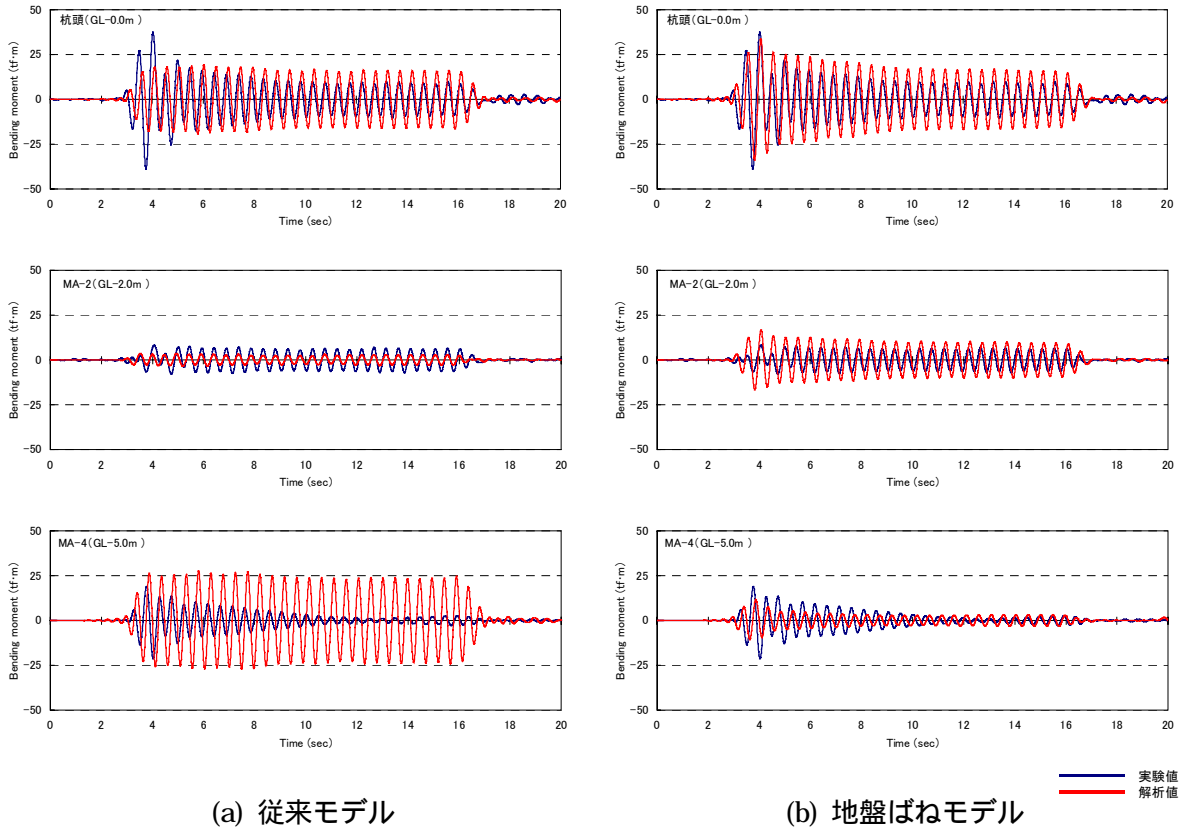 杭頭(GL-0.0m )
50
25
0
-25
-50
Bending moment (tf·m)
0 2 4 6 8 10 12 14 16 18 20
Time (sec)
杭頭(GL-0.0m )
50
25
0
-25
-50
Bending moment (tf·m)
0 2 4 6 8 10 12 14 16 18 20
Time (sec)
MA-2(GL-2.0m )
50
25
0
-25
-50
Bending moment (tf·m)
0 2 4 6 8 10 12 14 16 18 20
Time (sec)
MA-2(GL-2.0m )
50
25
0
-25
-50
Bending moment (tf·m)
0 2 4 6 8 10 12 14 16 18 20
Time (sec)
MA-4(GL-5.0m )
50
25
0
-25
-50
Bending moment (tf·m)
0 2 4 6 8 10 12 14 16 18 20
Time (sec)
MA-4(GL-5.0m )
50
25
0
-25
-50
Bending moment (tf·m)
0 2 4 6 8 10 12 14 16 18 20
Time (sec)
実験値
解析値
(a) 従来モデル
(b) 地盤ばねモデル